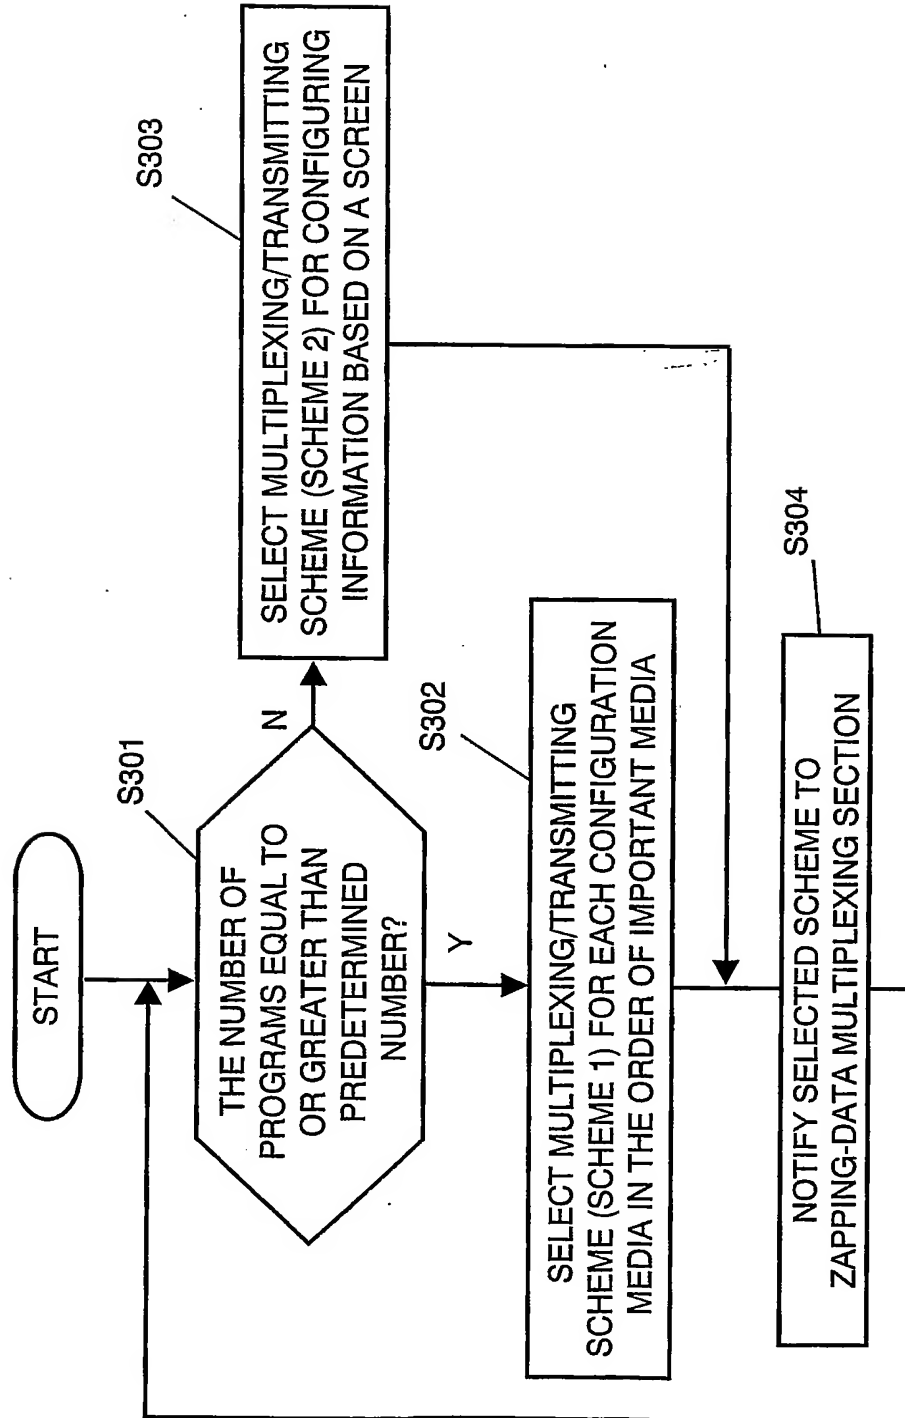 START
S301
THE NUMBER OF
PROGRAMS EQUAL TO
OR GREATER THAN
PREDETERMINED
NUMBER?
N
Y
S303
SELECT MULTIPLEXING/TRANSMITTING
SCHEME (SCHEME 2) FOR CONFIGURING
INFORMATION BASED ON A SCREEN
S302
SELECT MULTIPLEXING/TRANSMITTING
SCHEME (SCHEME 1) FOR EACH CONFIGURATION
MEDIA IN THE ORDER OF IMPORTANT MEDIA
S304
NOTIFY SELECTED SCHEME TO
ZAPPING-DATA MULTIPLEXING SECTION